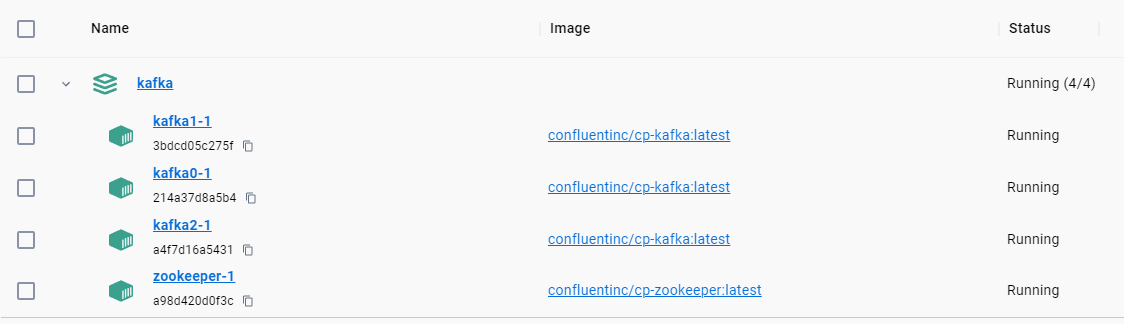 Name Image Status
kafka Running (4/4)
kafka1-1
3bdcd05c275f confluentinc/cp-kafka:latest Running
kafka0-1
214a37d8a5b4 confluentinc/cp-kafka:latest Running
kafka2-1
a4f7d16a5431 confluentinc/cp-kafka:latest Running
zookeeper-1
a98d420d0f3c confluentinc/cp-zookeeper:latest Running